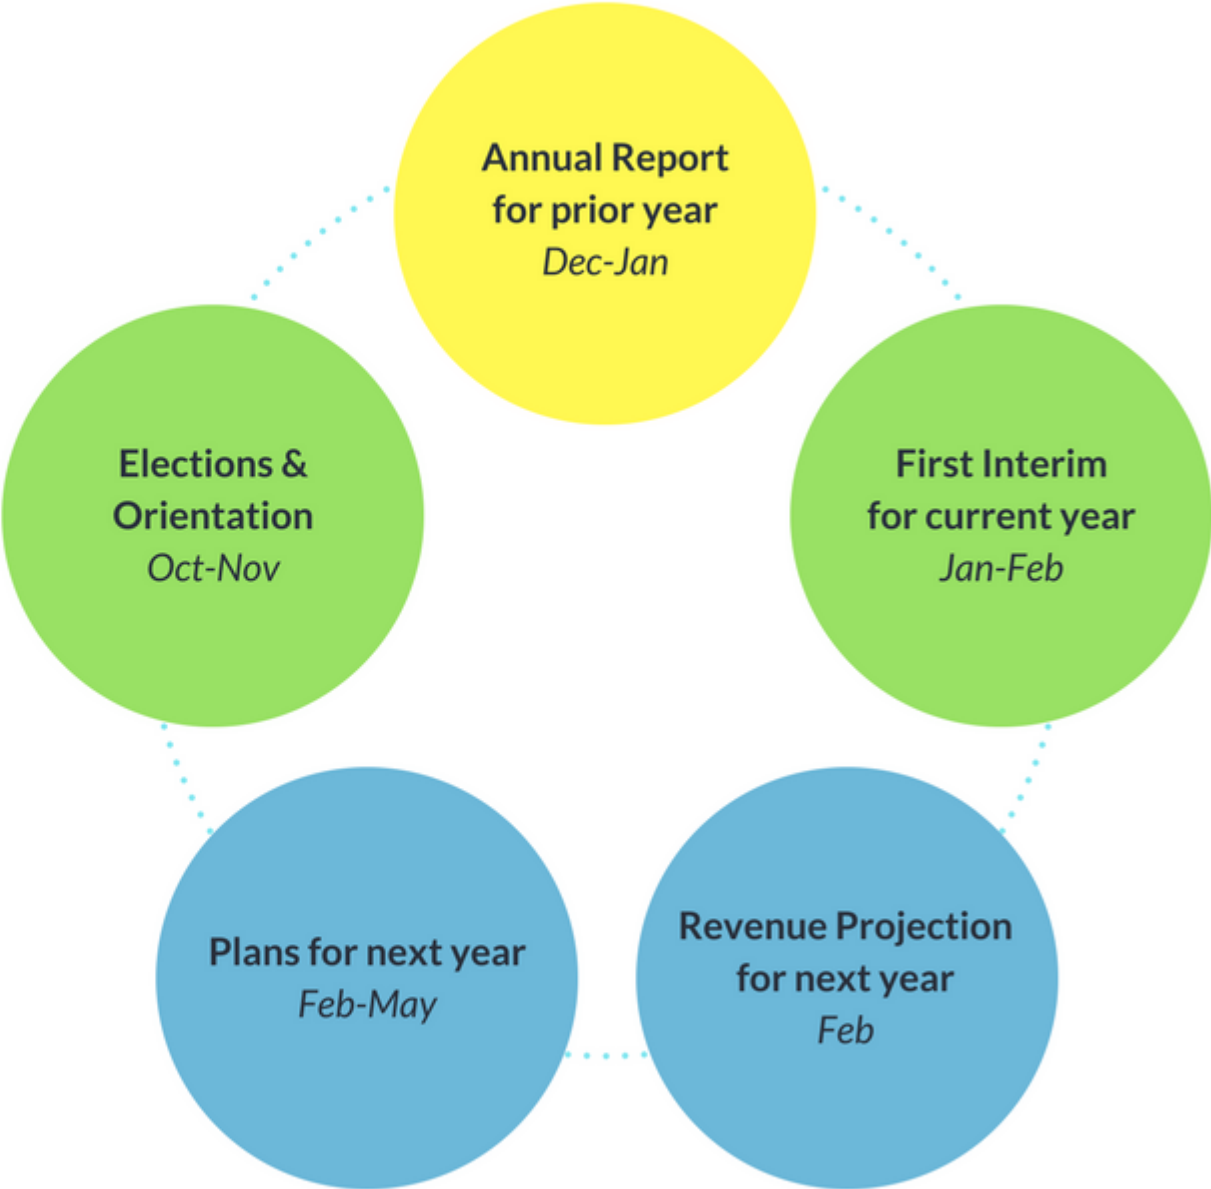 Annual Report
for prior year
Dec-Jan
First Interim
for current year
Jan-Feb
Revenue Projection
for next year
Feb
Plans for next year
Feb-May
Elections &
Orientation
Oct-Nov